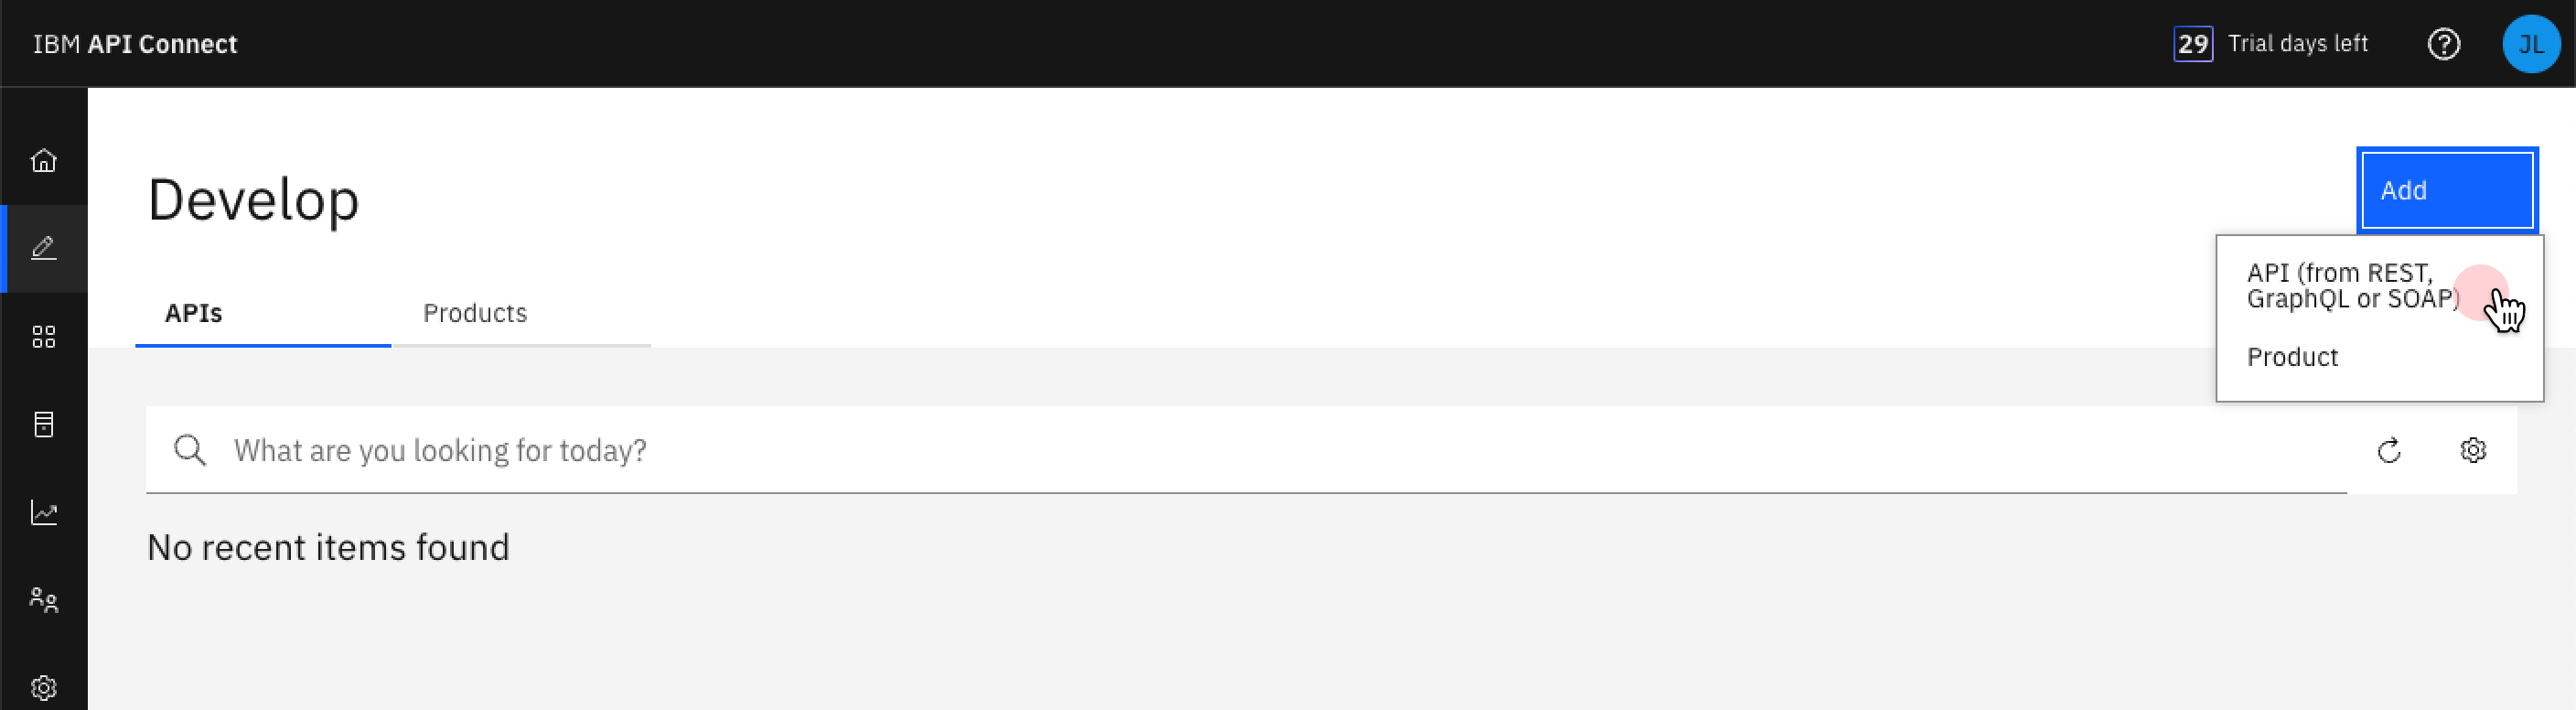 IBM API Connect
29 Trial days left
JL
Develop
Add
API (from REST,
GraphQL or SOAP)
Product
APIs
Products
What are you looking for today?
No recent items found